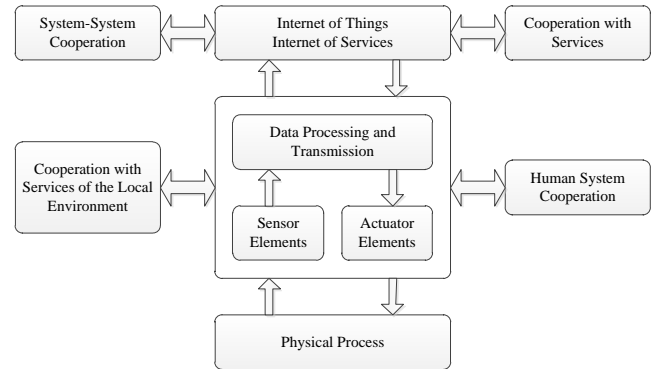 System-System
Cooperation
Internet of Things
Internet of Services
Cooperation with
Services
Data Processing and
Transmission
Cooperation with
Services of the Local
Environment
Human System
Cooperation
Sensor
Elements
Actuator
Elements
Physical Process